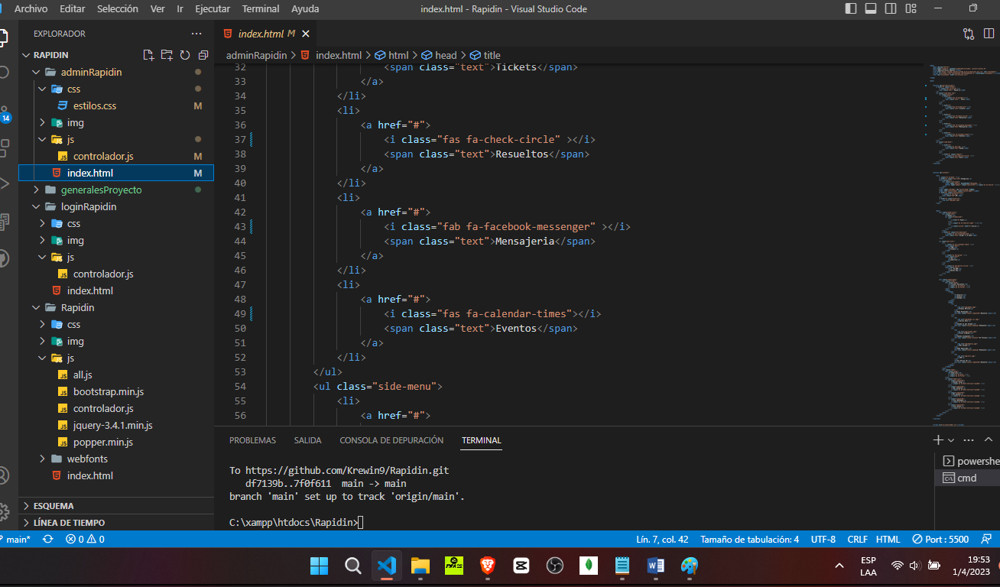 Archivo Editar Selección Ver Ir Ejecutar Terminal Ayuda index.html - Rapidin - Visual Studio Code
EXPLORADOR
RAPIDIN
adminRapidin
css
estilos.css M
img
js
controlador.js M
index.html M
generalesProyecto
loginRapidin
css
img
js
controlador.js
index.html
Rapidin
css
img
js
all.js
bootstrap.min.js
controlador.js
jquery-3.4.1.min.js
popper.min.js
webfonts
index.html
ESQUEMA
LÍNEA DE TIEMPO
14
index.html M
adminRapidin > index.html > html > head > title
32 <span class="text">Tickets</span>
33 </a>
34 </li>
35 <li>
36 <a href="#">
37 <i class="fas fa-check-circle" ></i>
38 <span class="text">Resueltos</span>
39 </a>
40 </li>
41 <li>
42 <a href="#">
43 <i class="fab fa-facebook-messenger" ></i>
44 <span class="text">Mensajeria</span>
45 </a>
46 </li>
47 <li>
48 <a href="#">
49 <i class="fas fa-calendar-times"></i>
50 <span class="text">Eventos</span>
51 </a>
52 </li>
53 </ul>
54 <ul class="side-menu">
55 <li>
56 <a href="#">
PROBLEMAS SALIDA CONSOLA DE DEPURACIÓN TERMINAL
To https://github.com/Krewin9/Rapidin.git
df7139b..7f0f611 main -> main
branch 'main' set up to track 'origin/main'.
C:\xampp\htdocs\Rapidin>
powershe
cmd
main* 0 0 Lín. 7, col. 42 Tamaño de tabulación: 4 UTF-8 CRLF HTML Port : 5500
FIFA 22
ESP
LAA
19:53
1/4/2023